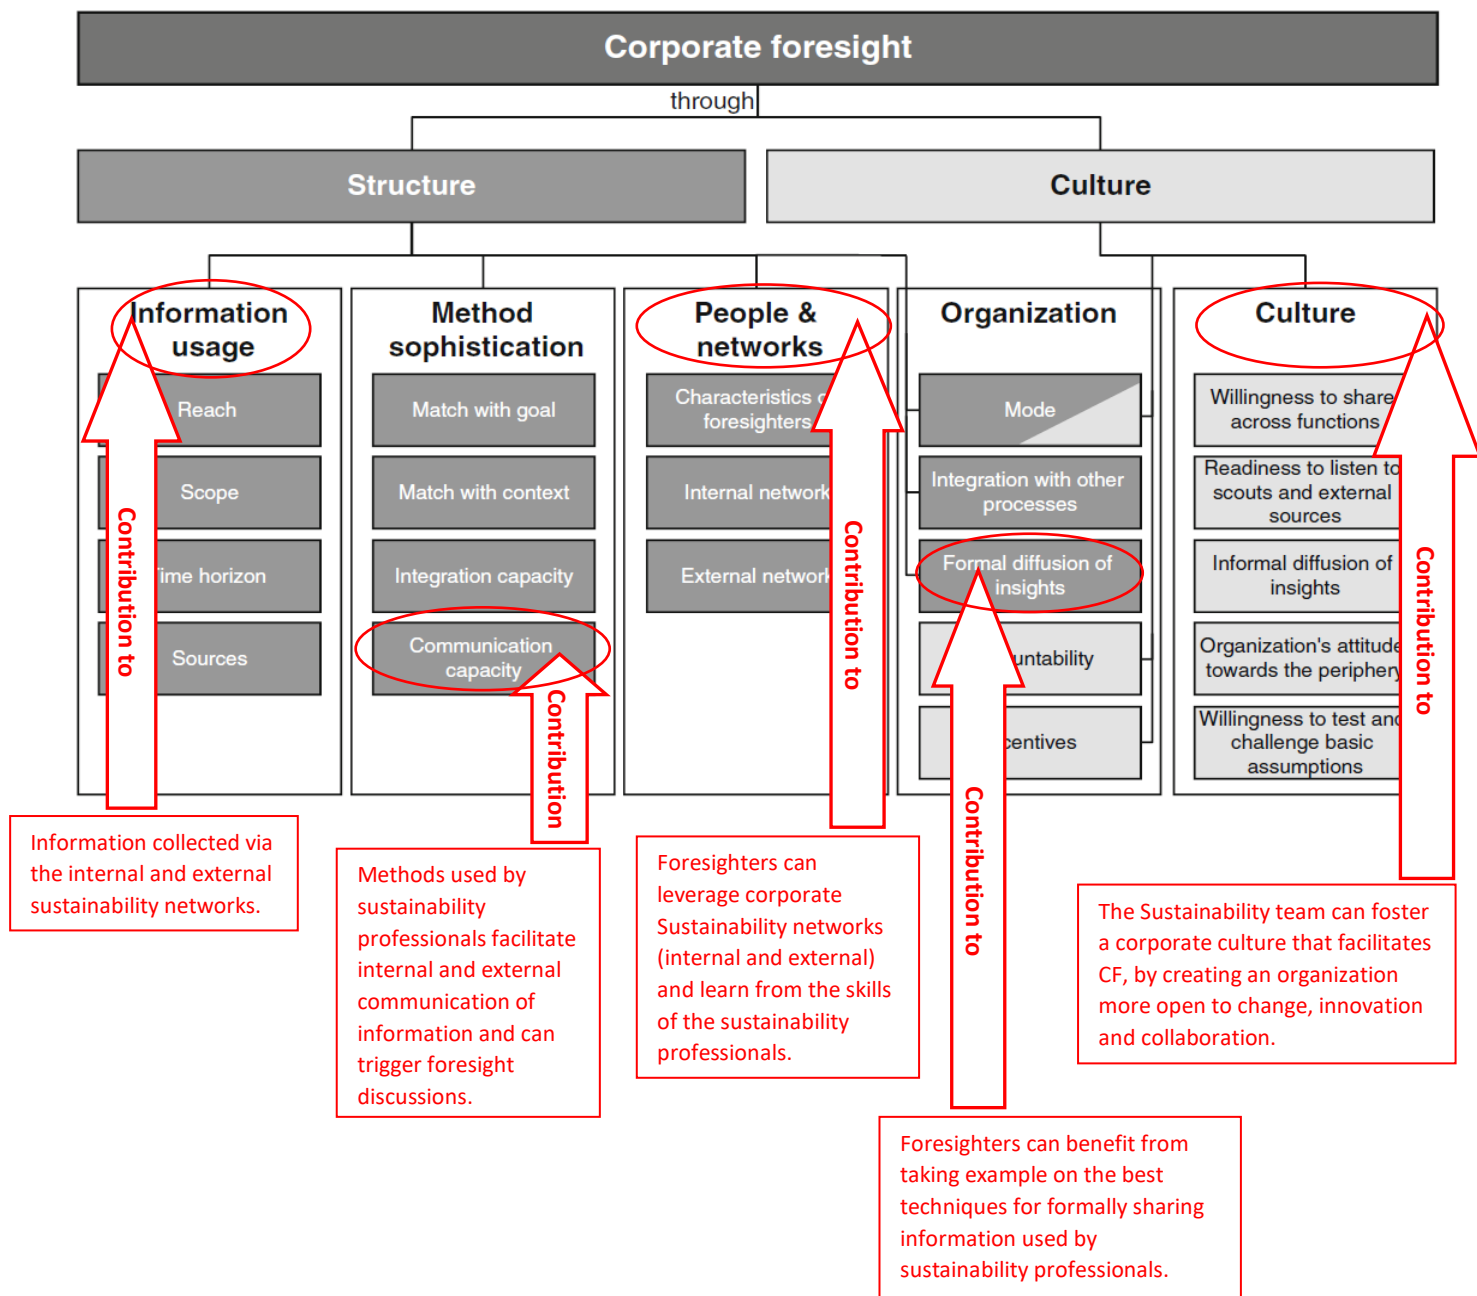 Corporate foresight
through
Structure
Culture
Information
usage
Reach
Scope
Time horizon
Sources
Method
sophistication
Match with goal
Match with context
Integration capacity
Communication
capacity
People &
networks
Characteristics of
foresighters
Internal network
External network
Organization
Mode
Integration with other
processes
Formal diffusion of
insights
Culture
Willingness to share
across functions
Readiness to listen to
scouts and external
sources
Informal diffusion of
insights
Organization's attitude
towards the periphery
Willingness to test and
challenge basic
assumptions
Contribution to
Contribution
Contribution to
Contribution to
Contribution to
Information collected via
the internal and external
sustainability networks.
Methods used by
sustainability
professionals facilitate
internal and external
communication of
information and can
trigger foresight
discussions.
Foresighters can
leverage corporate
Sustainability networks
(internal and external)
and learn from the skills
of the sustainability
professionals.
Foresighters can benefit from
taking example on the best
techniques for formally sharing
information used by
sustainability professionals.
The Sustainability team can foster
a corporate culture that facilitates
CF, by creating an organization
more open to change, innovation
and collaboration.